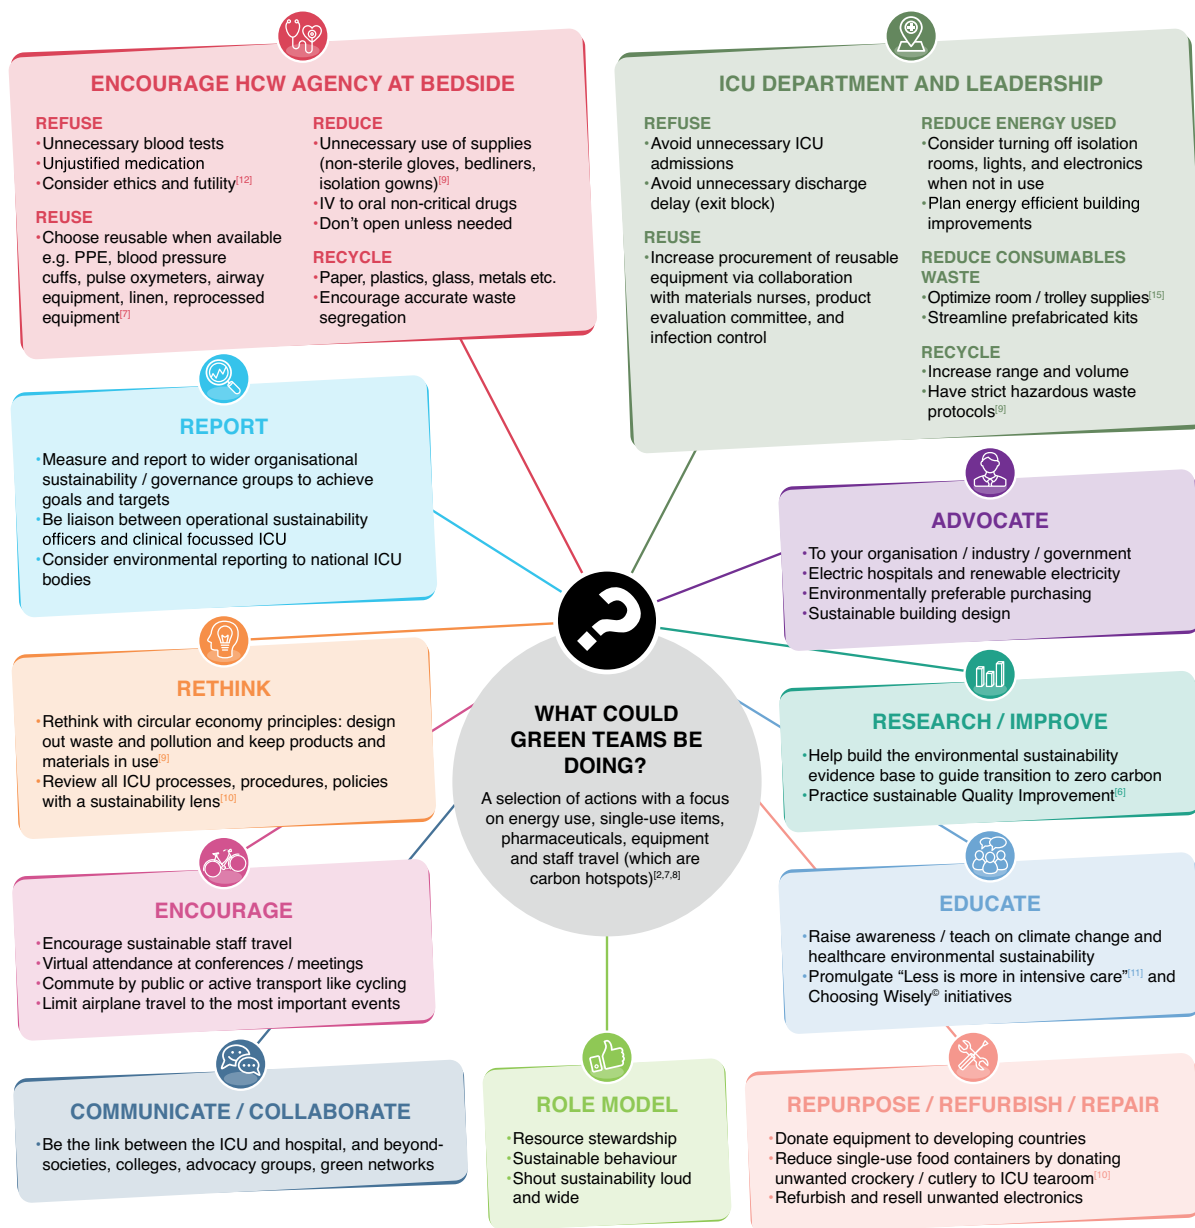 ENCOURAGE HCW AGENCY AT BEDSIDE
REFUSE
•Unnecessary blood tests
•Unjustified medication
•Consider ethics and futility[12]
REUSE
•Choose reusable when available
e.g. PPE, blood pressure
cuffs, pulse oxymeters, airway
equipment, linen, reprocessed
equipment[7]
REDUCE
•Unnecessary use of supplies
(non-sterile gloves, bedliners,
isolation gowns)[9]
•IV to oral non-critical drugs
•Don’t open unless needed
RECYCLE
•Paper, plastics, glass, metals etc.
•Encourage accurate waste
segregation
ICU DEPARTMENT AND LEADERSHIP
REFUSE
•Avoid unnecessary ICU
admissions
•Avoid unnecessary discharge
delay (exit block)
REUSE
•Increase procurement of reusable
equipment via collaboration
with materials nurses, product
evaluation committee, and
infection control
REDUCE ENERGY USED
•Consider turning off isolation
rooms, lights, and electronics
when not in use
•Plan energy efficient building
improvements
REDUCE CONSUMABLES
WASTE
•Optimize room / trolley supplies[15]
•Streamline prefabricated kits
RECYCLE
•Increase range and volume
•Have strict hazardous waste
protocols[9]
REPORT
•Measure and report to wider organisational
sustainability / governance groups to achieve
goals and targets
•Be liaison between operational sustainability
officers and clinical focussed ICU
•Consider environmental reporting to national ICU
bodies
ADVOCATE
•To your organisation / industry / government
•Electric hospitals and renewable electricity
•Environmentally preferable purchasing
•Sustainable building design
RETHINK
•Rethink with circular economy principles: design
out waste and pollution and keep products and
materials in use[9]
•Review all ICU processes, procedures, policies
with a sustainability lens[10]
?
WHAT COULD
GREEN TEAMS BE
DOING?
A selection of actions with a focus
on energy use, single-use items,
pharmaceuticals, equipment
and staff travel (which are
carbon hotspots)[2,7,8]
RESEARCH / IMPROVE
•Help build the environmental sustainability
evidence base to guide transition to zero carbon
•Practice sustainable Quality Improvement[6]
ENCOURAGE
•Encourage sustainable staff travel
•Virtual attendance at conferences / meetings
•Commute by public or active transport like cycling
•Limit airplane travel to the most important events
EDUCATE
•Raise awareness / teach on climate change and
healthcare environmental sustainability
•Promulgate “Less is more in intensive care”[11] and
Choosing Wisely© initiatives
COMMUNICATE / COLLABORATE
•Be the link between the ICU and hospital, and beyond-
societies, colleges, advocacy groups, green networks
ROLE MODEL
•Resource stewardship
•Sustainable behaviour
•Shout sustainability loud
and wide
REPURPOSE / REFURBISH / REPAIR
•Donate equipment to developing countries
•Reduce single-use food containers by donating
unwanted crockery / cutlery to ICU tearoom[10]
•Refurbish and resell unwanted electronics